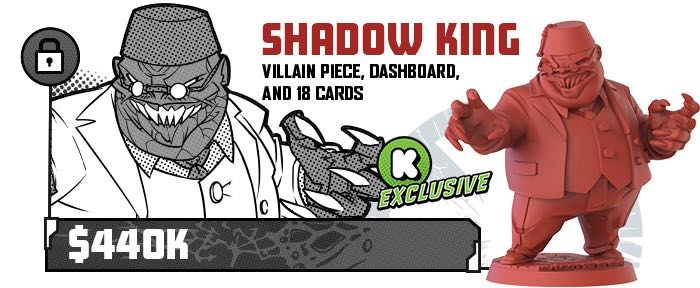 SHADOW KING
VILLAIN PIECE, DASHBOARD,
AND 18 CARDS
K
EXCLUSIVE
$440K